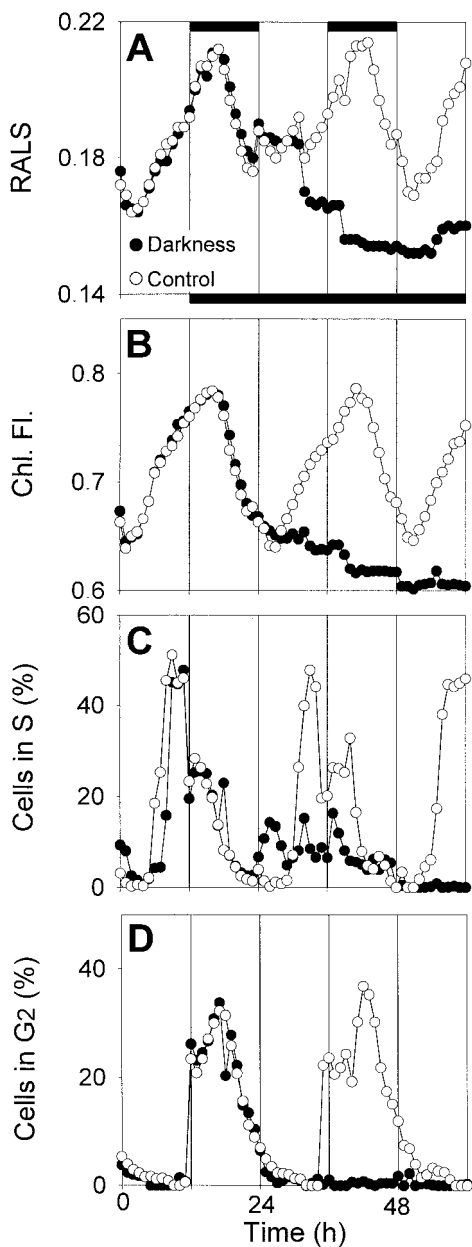 0.22
A
RALS
0.18
Darkness
Control
0.14
B
0.8
Chl. Fl.
0.7
0.6
60
C
Cells in S (%)
40
20
0
D
40
Cells in G2 (%)
20
0
0 24 48
Time (h)